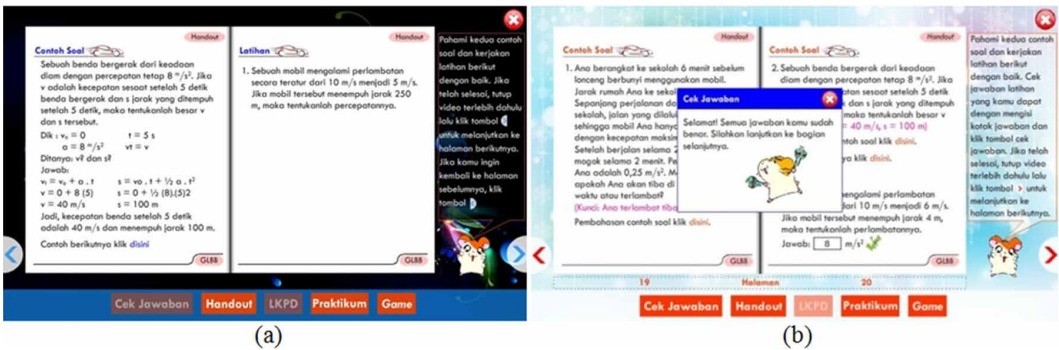 Handout
Contoh Soal
Sebuah benda bergerak dari keadaan
diam dengan percepatan tetap 8 m/s². Jika
v adalah kecepatan sesaat setelah 5 detik
benda bergerak dan s jarak yang ditempuh
setelah 5 detik, maka tentukanlah besar v
dan s tersebut.
Dik : v₀ = 0 t = 5 s
a = 8 m/s² vt = v
Ditanya: v? dan s?
Jawab:
v₁ = v₀ + a . t s = vo . t + ½ a . t²
v = 0 + 8 (5) s = 0 + ½ (8).(5)2
v = 40 m/s s = 100 m
Jadi, kecepatan benda setelah 5 detik
adalah 40 m/s dan menempuh jarak 100 m.
Contoh berikutnya klik disini
GLBB
Handout
Latihan
1. Sebuah mobil mengalami perlambatan
secara teratur dari 10 m/s menjadi 5 m/s.
Jika mobil tersebut menempuh jarak 250
m, maka tentukanlah percepatannya.
GLBB
Pahami kedua contoh
soal dan kerjakan
latihan berikut
dengan baik. Jika
telah selesai, tutup
video terlebih dahulu
lalu klik tombol
untuk melanjutkan ke
halaman berikutnya.
Jika kamu ingin
kembali ke halaman
sebelumnya, klik
tombol
Cek Jawaban Handout LKPD Praktikum Game
(a)
Handout
Contoh Soal
1. Ana berangkat ke sekolah 6 menit sebelum
lonceng berbunyi menggunakan mobil.
Jarak rumah Ana ke sekol
Sepanjang perjalanan da
sekolah, jalan yang dilalu
sehingga mobil Ana hanya
dengan kecepatan maksim
Setelah berjalan selama 2
mogok selama 2 menit. Pe
Ana adalah 0,25 m/s². M
apakah Ana akan tiba di
waktu atau terlambat?
(Kunci: Ana terlambat tiba
Pembahasan contoh soal klik disini.
GLBB
Handout
Contoh Soal
2. Sebuah benda bergerak dari keadaan
diam dengan percepatan tetap 8 m/s². Jika
atan sesaat setelah 5 detik
dan s jarak yang ditempuh
maka tentukanlah besar v
= 40 m/s, s = 100 m)
ntoh soal klik disini.
ya klik disini.
engalami perlambatan
dari 10 m/s menjadi 6 m/s.
Jika mobil tersebut menempuh jarak 4 m,
maka tentukanlah perlambatannya.
Jawab: 8 m/s²
GLBB
Cek Jawaban
Selamat! Semua jawaban kamu sudah
benar. Silahkan lanjutkan ke bagian
selanjutnya.
Pahami kedua contoh
soal dan kerjakan
latihan berikut
dengan baik. Cek
jawaban latihan
yang kamu dapat
dengan mengisi
kotak jawaban dan
klik tombol cek
jawaban. Jika telah
selesai, tutup video
terlebih dahulu lalu
klik tombol > untuk
melanjutkan ke
halaman berikutnya.
19 Halaman 20
Cek Jawaban Handout LKPD Praktikum Game
(b)